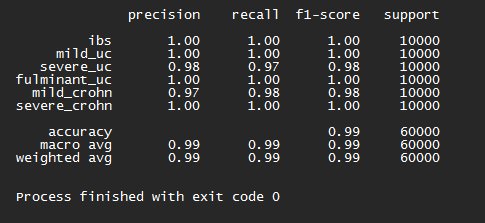 precision recall f1-score support
ibs 1.00 1.00 1.00 10000
mild_uc 1.00 1.00 1.00 10000
severe_uc 0.98 0.97 0.98 10000
fulminant_uc 1.00 1.00 1.00 10000
mild_crohn 0.97 0.98 0.98 10000
severe_crohn 1.00 1.00 1.00 10000
accuracy 0.99 60000
macro avg 0.99 0.99 0.99 60000
weighted avg 0.99 0.99 0.99 60000
Process finished with exit code 0